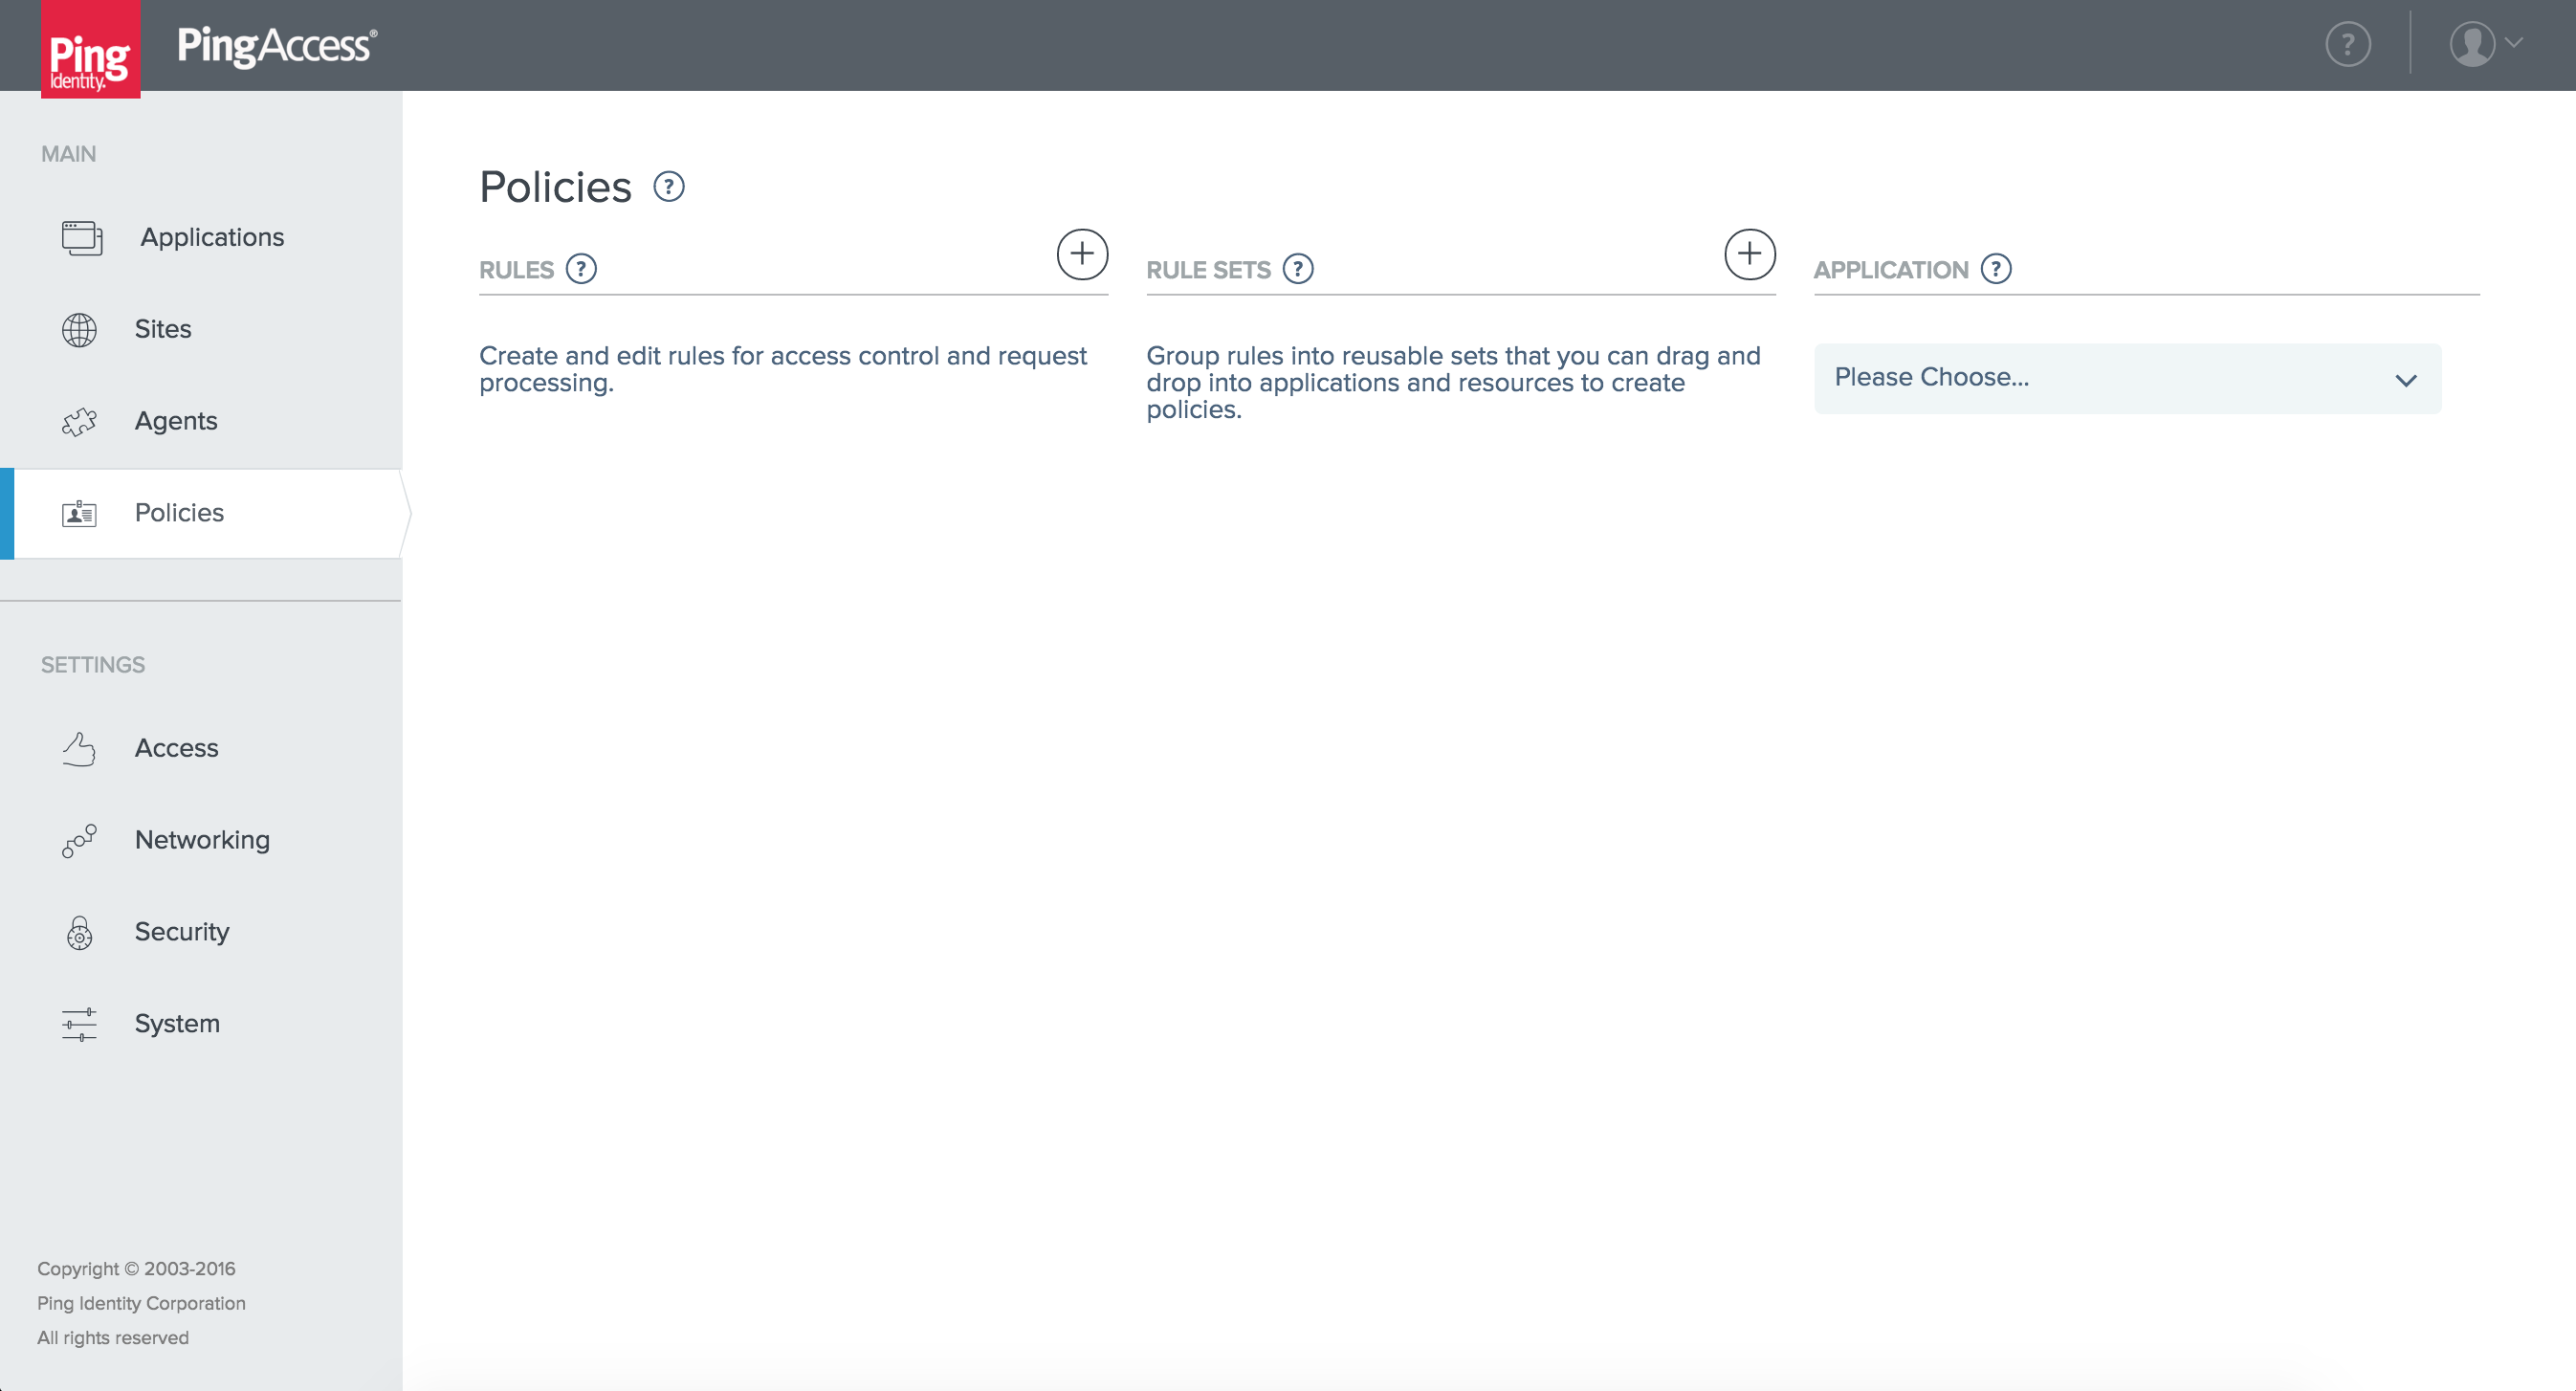 Ping
Identity.
PingAccess®
?
MAIN
Applications
Sites
Agents
Policies
SETTINGS
Access
Networking
Security
System
Copyright © 2003-2016
Ping Identity Corporation
All rights reserved
Policies ?
RULES ?
Create and edit rules for access control and request
processing.
RULE SETS ?
Group rules into reusable sets that you can drag and
drop into applications and resources to create
policies.
APPLICATION ?
Please Choose...